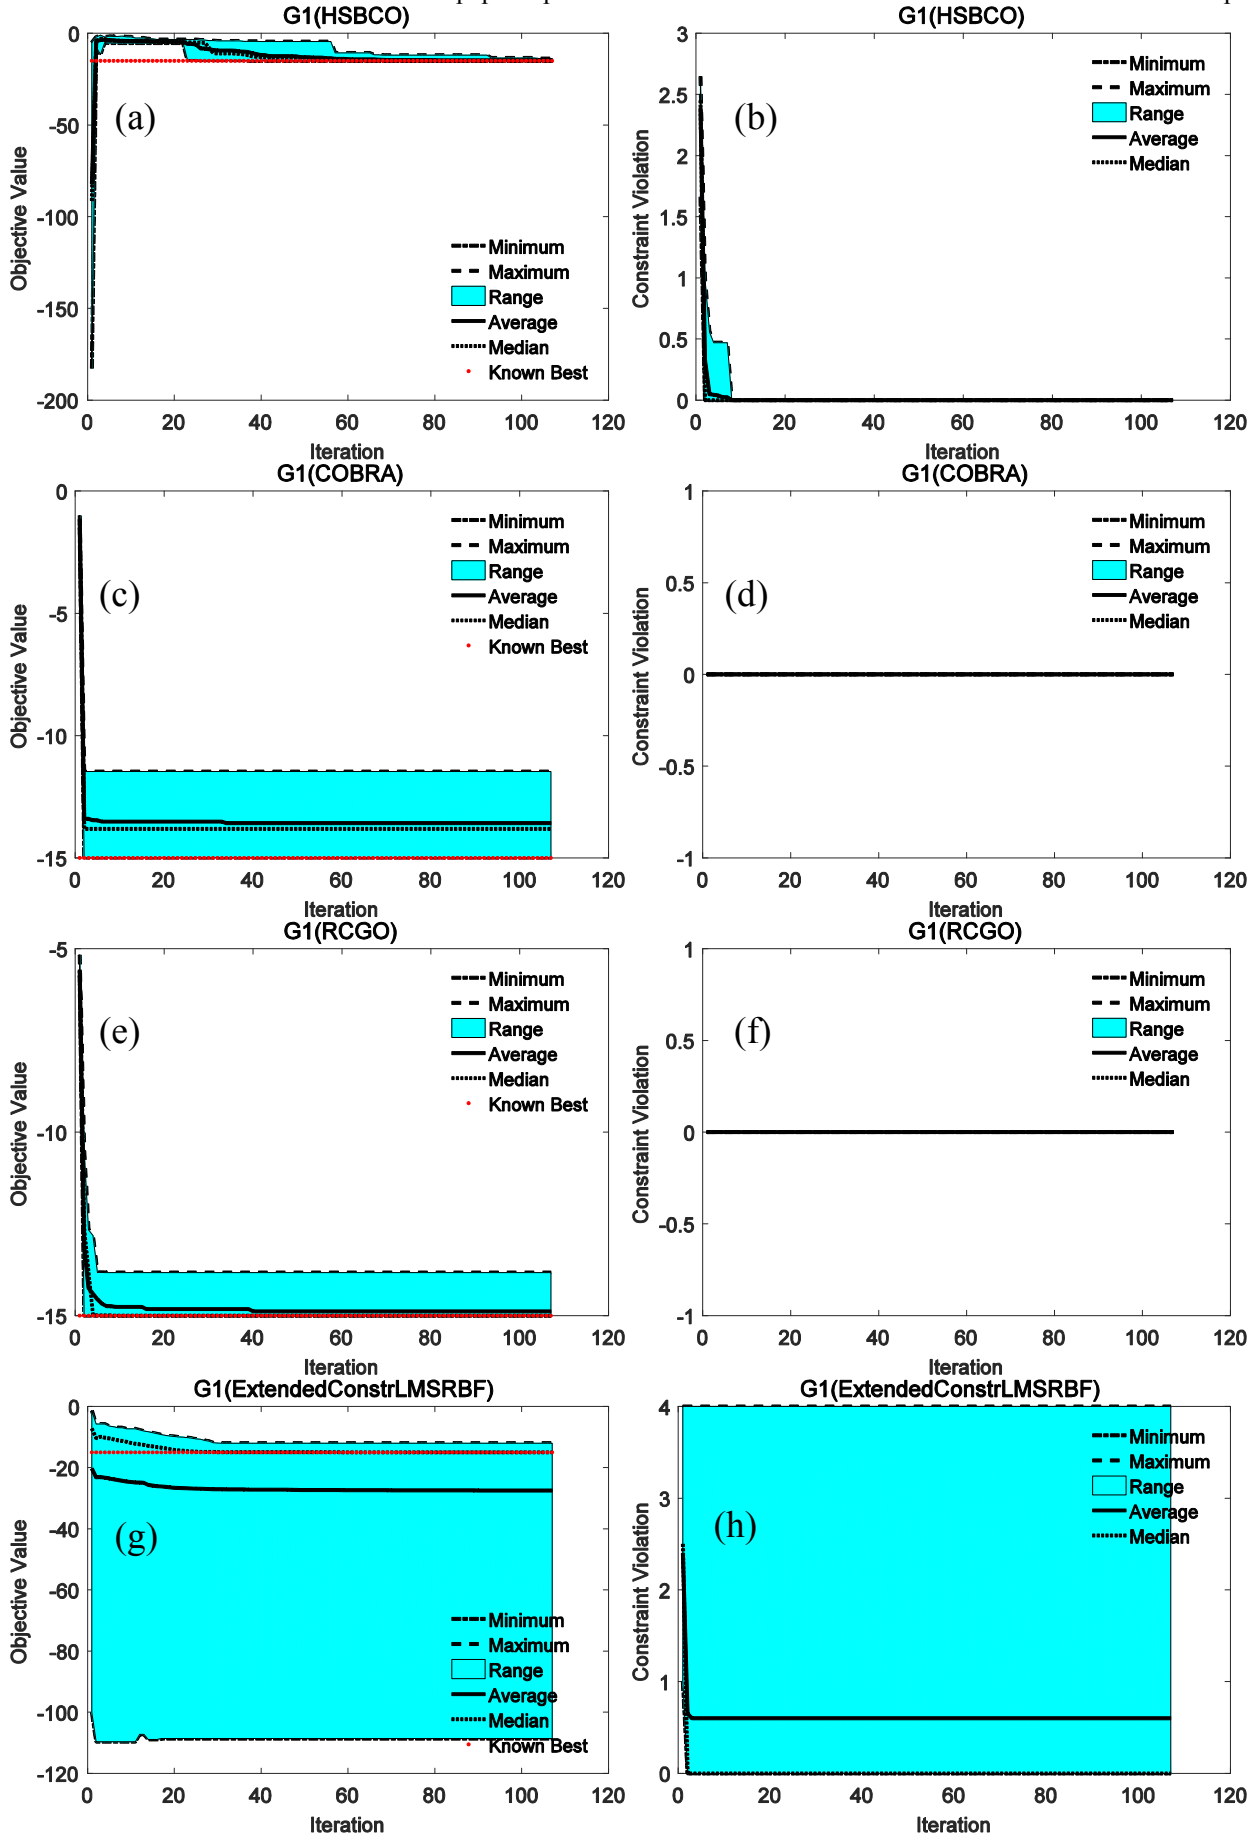 G1(HSBCO)
0
-50
-100
-150
-200
Objective Value
(a)
Minimum
Maximum
Range
Average
Median
Known Best
0 20 40 60 80 100 120
Iteration
G1(HSBCO)
3
2.5
2
1.5
1
0.5
0
Constraint Violation
(b)
Minimum
Maximum
Range
Average
Median
0 20 40 60 80 100 120
Iteration
G1(COBRA)
0
-5
-10
-15
Objective Value
(c)
Minimum
Maximum
Range
Average
Median
Known Best
0 20 40 60 80 100 120
Iteration
G1(COBRA)
1
0.5
0
-0.5
-1
Constraint Violation
(d)
Minimum
Maximum
Range
Average
Median
0 20 40 60 80 100 120
Iteration
G1(RCGO)
-5
-10
-15
Objective Value
(e)
Minimum
Maximum
Range
Average
Median
Known Best
0 20 40 60 80 100 120
Iteration
G1(RCGO)
1
0.5
0
-0.5
-1
Constraint Violation
(f)
Minimum
Maximum
Range
Average
Median
0 20 40 60 80 100 120
Iteration
G1(ExtendedConstrLMSRBF)
0
-20
-40
-60
-80
-100
-120
Objective Value
(g)
Minimum
Maximum
Range
Average
Median
Known Best
0 20 40 60 80 100 120
Iteration
G1(ExtendedConstrLMSRBF)
4
3
2
1
0
Constraint Violation
(h)
Minimum
Maximum
Range
Average
Median
0 20 40 60 80 100 120
Iteration